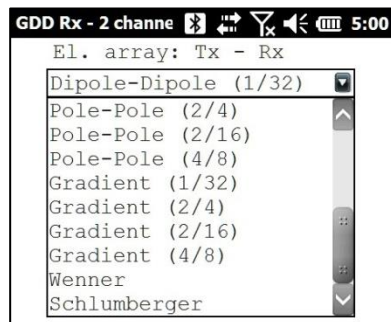 GDD Rx - 2 channe 5:00
El. array: Tx - Rx
Dipole-Dipole (1/32)
Pole-Pole (2/4)
Pole-Pole (2/16)
Pole-Pole (4/8)
Gradient (1/32)
Gradient (2/4)
Gradient (2/16)
Gradient (4/8)
Wenner
Schlumberger